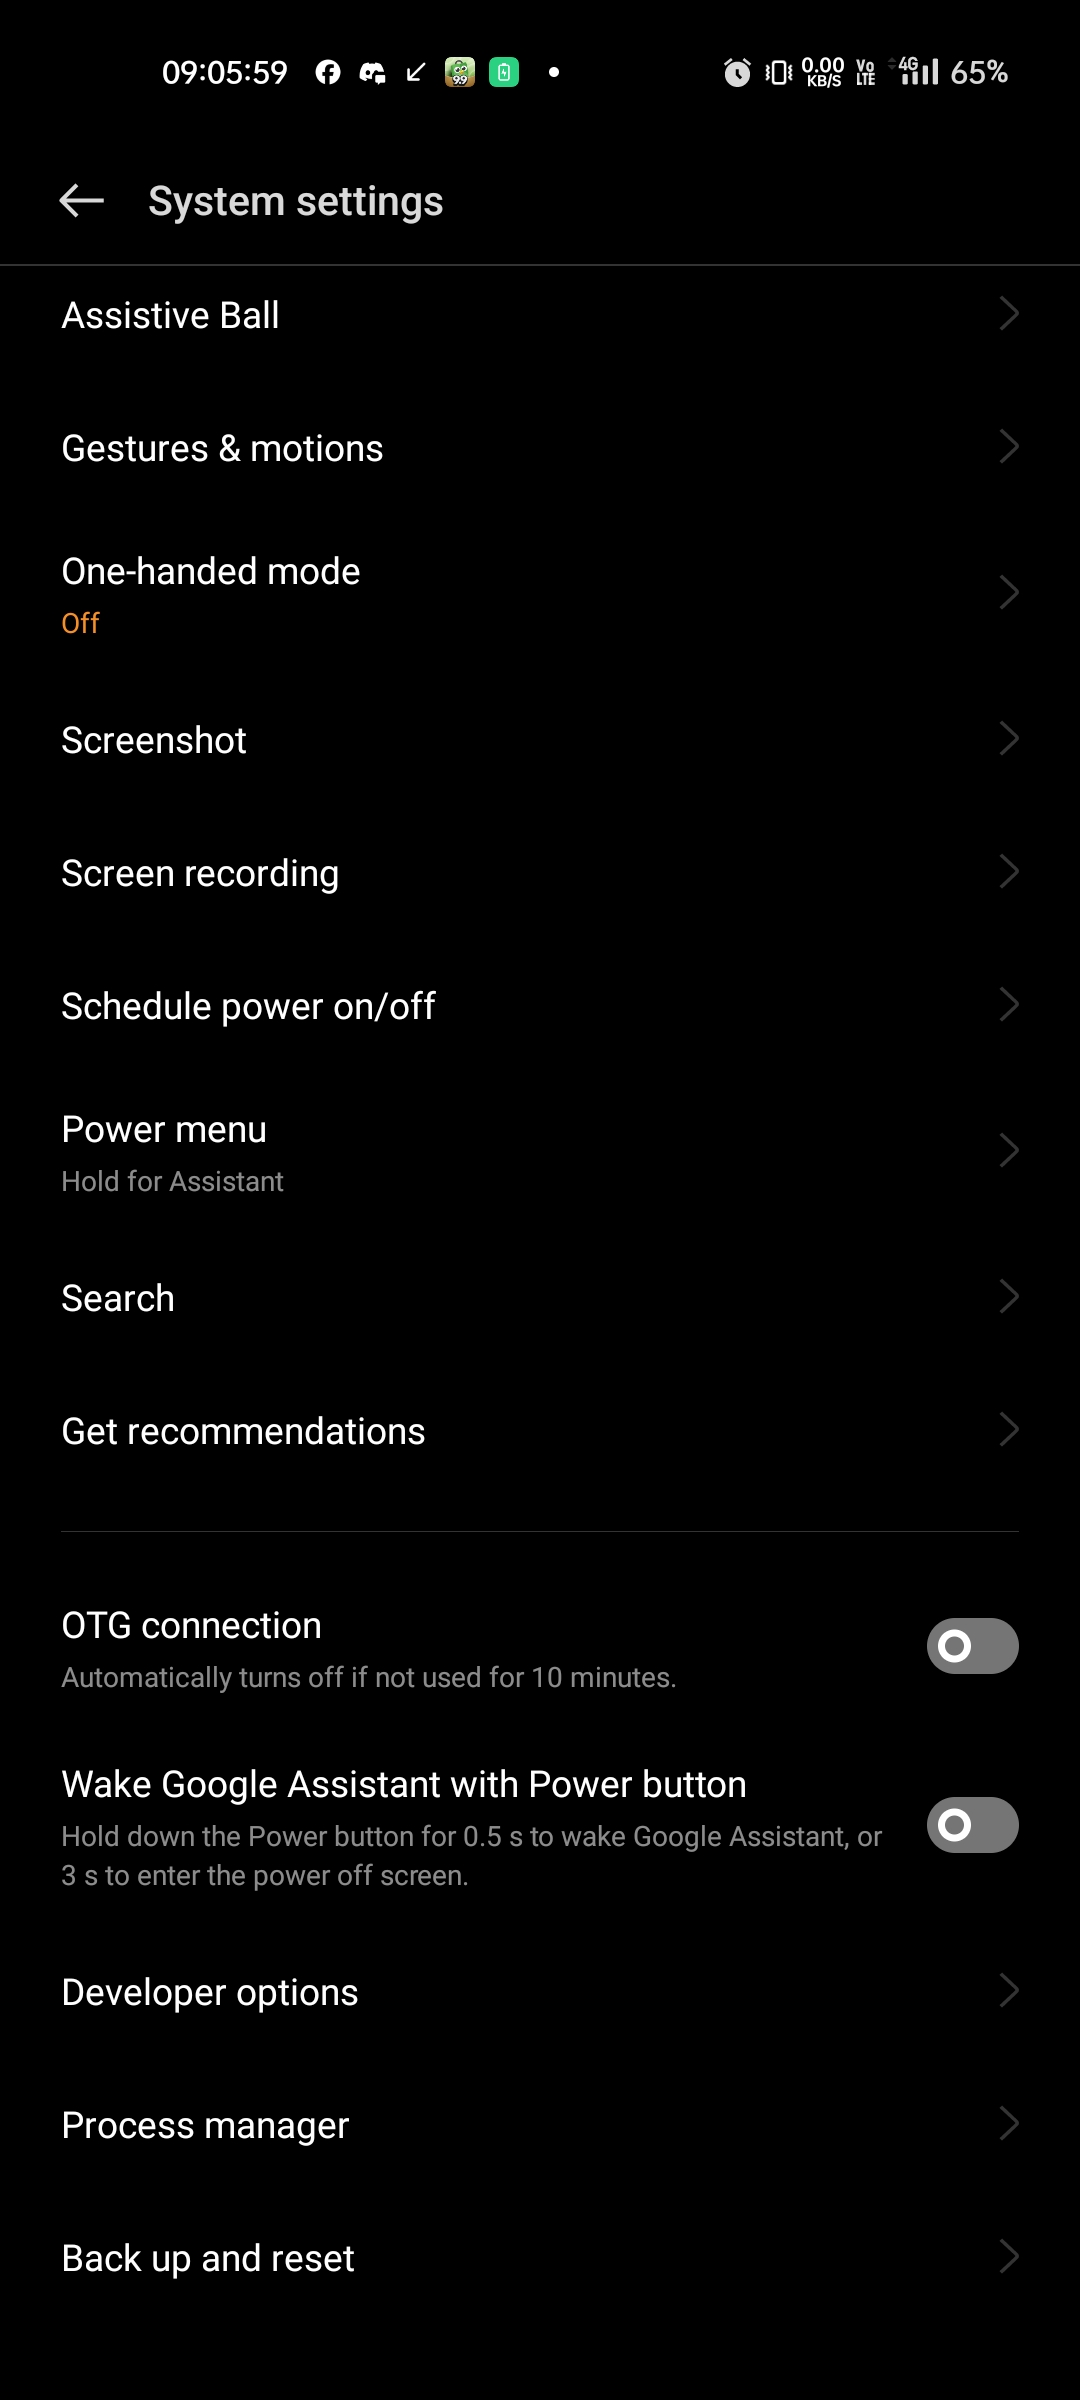 09:05:59 99 0.00 KB/S Vo LTE 4G 65%
System settings
Assistive Ball
Gestures & motions
One-handed mode
Off
Screenshot
Screen recording
Schedule power on/off
Power menu
Hold for Assistant
Search
Get recommendations
OTG connection
Automatically turns off if not used for 10 minutes.
Wake Google Assistant with Power button
Hold down the Power button for 0.5 s to wake Google Assistant, or
3 s to enter the power off screen.
Developer options
Process manager
Back up and reset